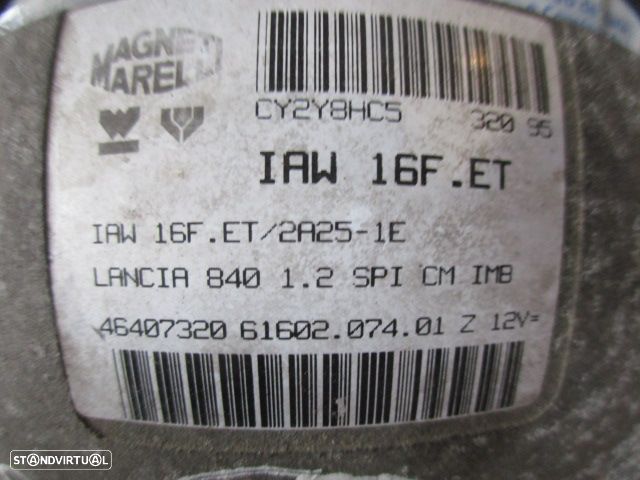 MAGNETI
MARELLI
CY2Y8HC5 320 95
IAW 16F.ET
IAW 16F.ET/2A25-1E
LANCIA 840 1.2 SPI CM IMB
46407320 61602.074.01 Z 12V=
STANDVIRTUAL